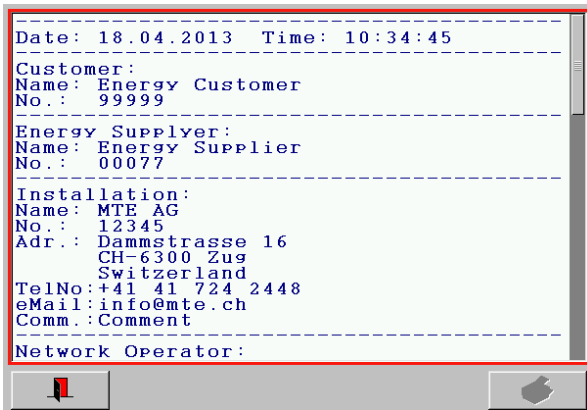 Date: 18.04.2013  Time: 10:34:45
Customer:
Name: Energy Customer
No.:  99999
Energy Supplyer:
Name: Energy Supplier
No.:  00077
Installation:
Name: MTE AG
No.:  12345
Adr.: Dammstrasse 16
CH-6300 Zug
Switzerland
TelNo:+41 41 724 2448
eMail:info@mte.ch
Comm.:Comment
Network Operator: